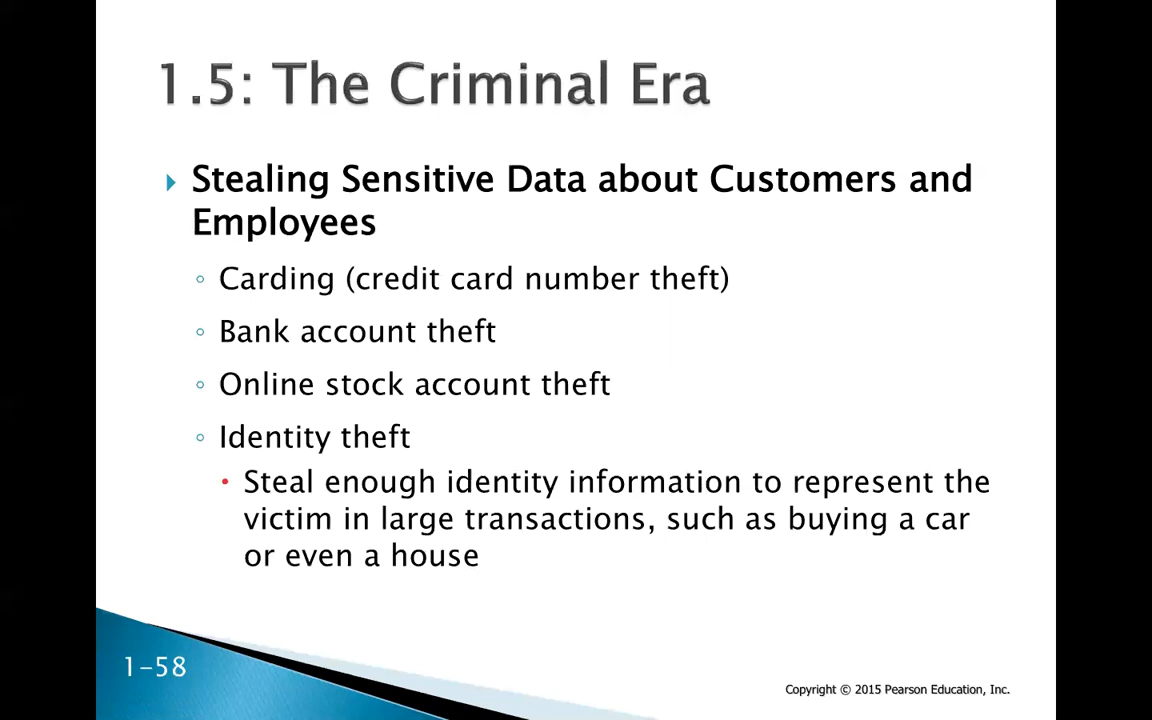 1.5: The Criminal Era
Stealing Sensitive Data about Customers and
Employees
Carding (credit card number theft)
Bank account theft
Online stock account theft
Identity theft
Steal enough identity information to represent the
victim in large transactions, such as buying a car
or even a house
1-58
Copyright © 2015 Pearson Education, Inc.